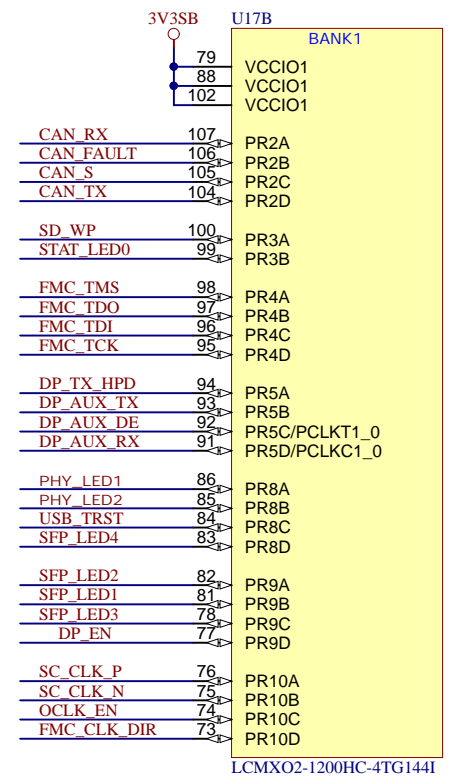 3V3SB U17B
BANK1
79 VCCIO1
88 VCCIO1
102 VCCIO1
CAN_RX 107 PR2A
CAN_FAULT 106 PR2B
CAN_S 105 PR2C
CAN_TX 104 PR2D
SD_WP 100 PR3A
STAT_LED0 99 PR3B
FMC_TMS 98 PR4A
FMC_TDO 97 PR4B
FMC_TDI 96 PR4C
FMC_TCK 95 PR4D
DP_TX_HPD 94 PR5A
DP_AUX_TX 93 PR5B
DP_AUX_DE 92 PR5C/PCLKT1_0
DP_AUX_RX 91 PR5D/PCLKC1_0
PHY_LED1 86 PR8A
PHY_LED2 85 PR8B
USB_TRST 84 PR8C
SFP_LED4 83 PR8D
SFP_LED2 82 PR9A
SFP_LED1 81 PR9B
SFP_LED3 78 PR9C
DP_EN 77 PR9D
SC_CLK_P 76 PR10A
SC_CLK_N 75 PR10B
OCLK_EN 74 PR10C
FMC_CLK_DIR 73 PR10D
LCMXO2-1200HC-4TG144I